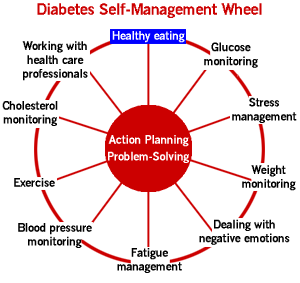 Diabetes Self-Management Wheel
Healthy eating
Glucose
monitoring
Stress
management
Weight
monitoring
Dealing with
negative emotions
Fatigue
management
Blood pressure
monitoring
Exercise
Cholesterol
monitoring
Working with
health care
professionals
Action Planning
Problem-Solving